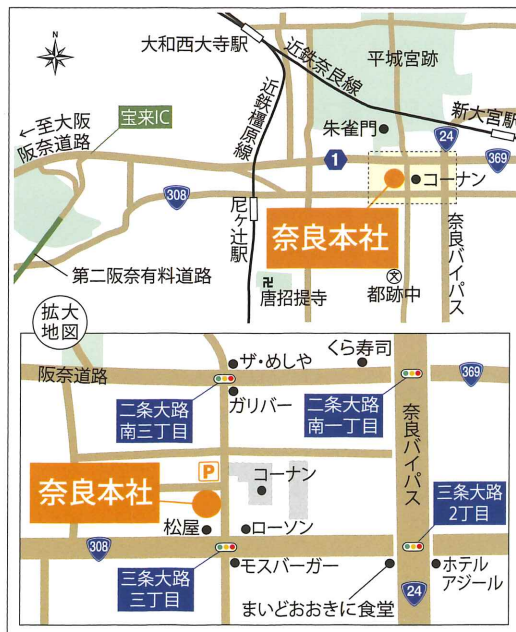 N
大和西大寺駅
近鉄奈良線
平城宮跡
近鉄橿原線
新大宮駅
朱雀門
24
宝来IC
←至大阪
阪奈道路
1
369
コーナン
308
尼ヶ辻駅
奈良本社
奈良バイパス
第二阪奈有料道路
卍
唐招提寺
文
都跡中
拡大
地図
ザ・めしや
くら寿司
阪奈道路
369
二条大路
南三丁目
ガリバー
二条大路
南一丁目
奈良バイパス
P
コーナン
奈良本社
三条大路
2丁目
松屋
ローソン
308
三条大路
三丁目
モスバーガー
ホテル
アジール
まいどおおきに食堂
24